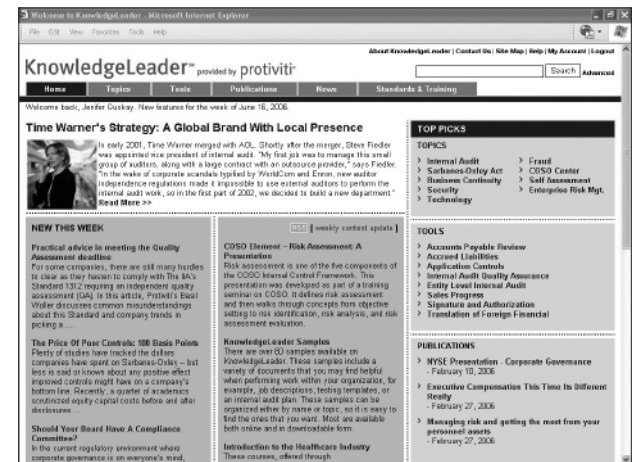 Welcome to KnowledgeLeader - Microsoft Internet Explorer
File Edit View Favorites Tools Help
About KnowledgeLeader | Contact Us | Site Map | Help | My Account | Logout
KnowledgeLeader™ provided by protiviti®
Search Advanced
Home Topics Tools Publications News Standards & Training
Welcome back, Jenifer Guskay. New features for the week of June 16, 2006.
Time Warner's Strategy: A Global Brand With Local Presence
In early 2001, Time Warner merged with AOL. Shortly after the merger, Steve Fiedler
was appointed vice president of internal audit. "My first job was to manage this small
group of auditors, along with a large contract with an outsource provider," says Fiedler.
"In the wake of corporate scandals typified by WorldCom and Enron, new auditor
independence regulations made it impossible to use external auditors to perform the
internal audit work, so in the first part of 2002, we decided to build a new department."
Read More >>
NEW THIS WEEK
Practical advice in meeting the Quality
Assessment deadline
For some companies, there are still many hurdles
to clear as they hasten to comply with The IIA's
Standard 1312 requiring an independent quality
assessment (QA). In this article, Protiviti's Basil
Woller discusses common misunderstandings
about this Standard and company trends in
picking a ....
The Price Of Poor Controls: 100 Basis Points
Plenty of studies have tracked the dollars
companies have spent on Sarbanes-Oxley – but
less is said or known about any positive effect
improved controls might have on a company's
bottom line. Recently, a quartet of academics
scrutinized equity capital costs before and after
disclosures ...
Should Your Board Have A Compliance
Committee?
In the current regulatory environment where
corporate governance is on everyone's mind,
RSS [ weekly content update ]
COSO Element – Risk Assessment: A
Presentation
Risk assessment is one of the five components of
the COSO Internal Control Framework. This
presentation was developed as part of a training
seminar on COSO. It defines risk assessment
and then walks through concepts from objective
setting to risk identification, risk analysis, and risk
assessment evaluation.
KnowledgeLeader Samples
There are over 60 samples available on
KnowledgeLeader. These samples include a
variety of documents that you may find helpful
when performing work within your organization, for
example, job descriptions, testing templates, or
an internal audit plan. These samples can be
organized either by name or topic, so it is easy to
find the ones that you want. Most are available
both online and in downloadable form.
Introduction to the Healthcare Industry
These courses, offered through
TOP PICKS
TOPICS
> Internal Audit
> Sarbanes-Oxley Act
> Business Continuity
> Security
> Technology
> Fraud
> COSO Center
> Self Assessment
> Enterprise Risk Mgt.
TOOLS
> Accounts Payable Review
> Accrued Liabilities
> Application Controls
> Internal Audit Quality Assurance
> Entity Level Internal Audit
> Sales Progress
> Signature and Authorization
> Translation of Foreign Financial
PUBLICATIONS
> NYSE Presentation - Corporate Governance
- February 10, 2006
> Executive Compensation This Time Its Different
Really
- February 27, 2006
> Managing risk and getting the most from your
personnel assets
- February 27, 2006